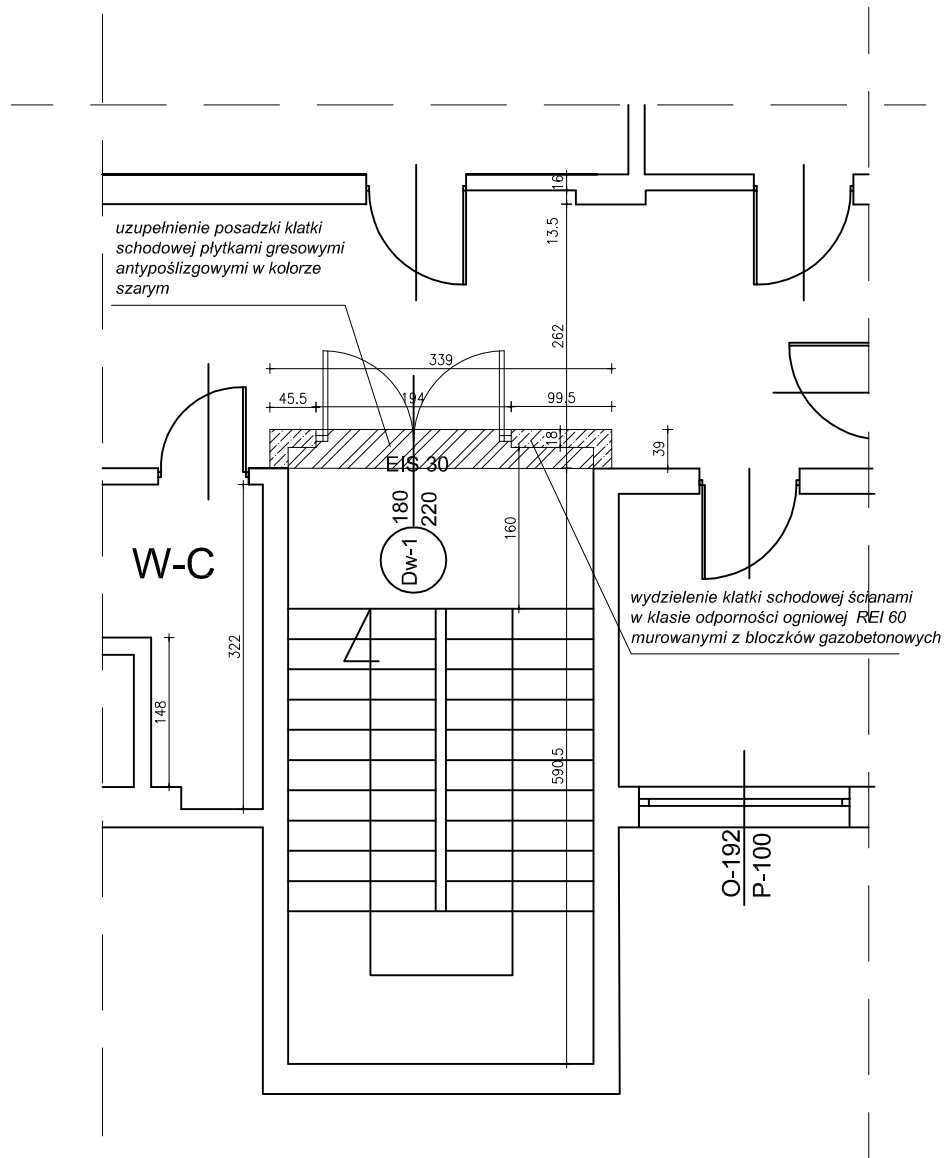 16
13.5
uzupełnienie posadzki klatki
schodowej płytkami gresowymi
antypoślizgowymi w kolorze
szarym
262
339
45.5
194
99.5
18
39
EIS 30
180
220
160
Dw-1
W-C
wydzielenie klatki schodowej ścianami
w klasie odporności ogniowej REI 60
murowanymi z bloczków gazobetonowych
322
148
590.5
O-192
P-100